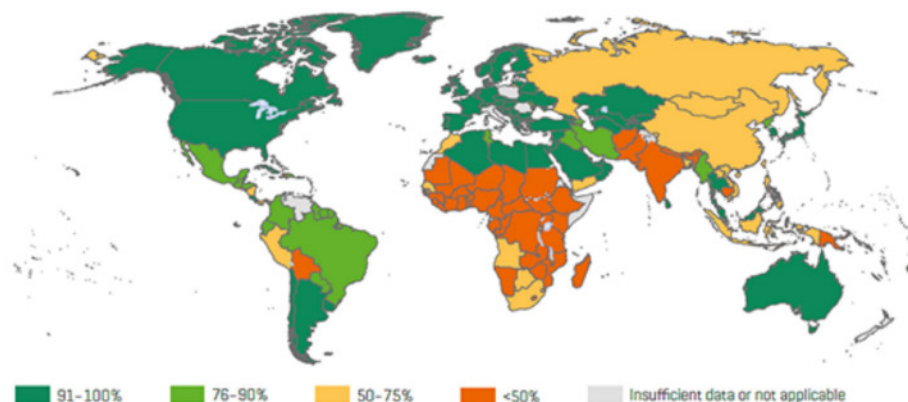 91–100% 76–90% 50–75% <50% Insufficient data or not applicable